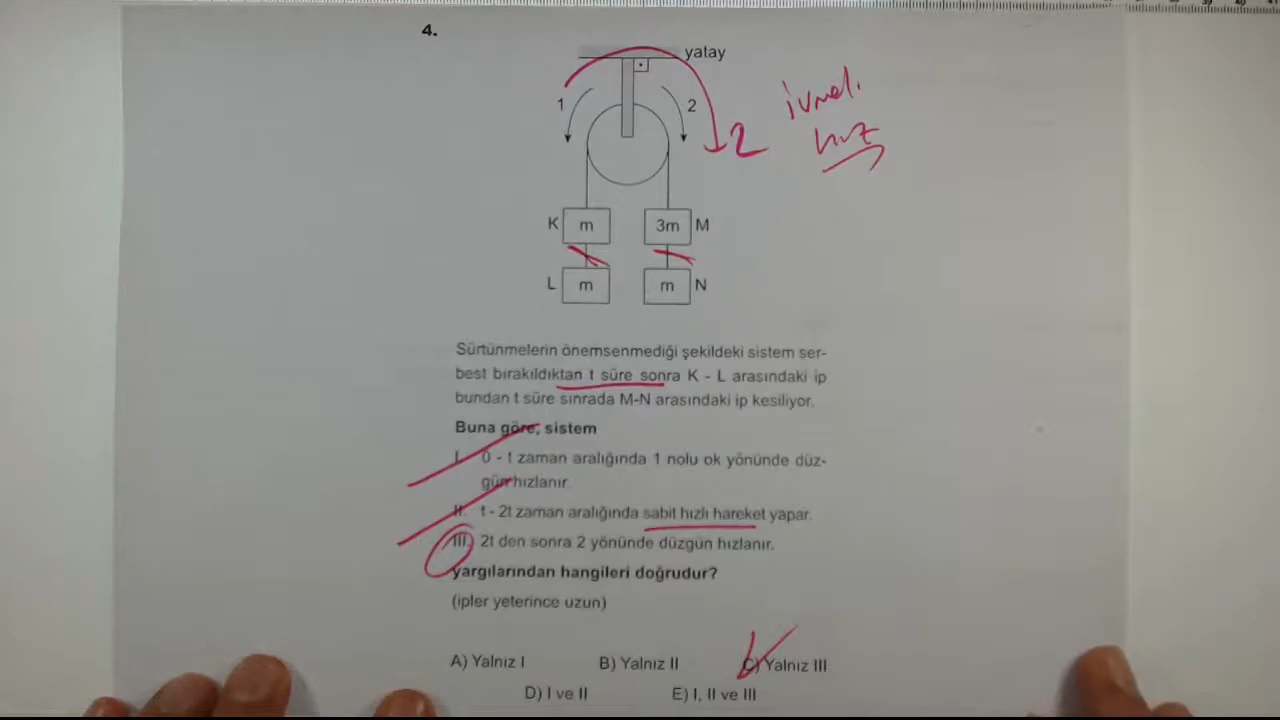 4.
yatay
1
2
2
ivmeli
hız
K m
3m M
L m
m N
Sürtünmelerin önemsenmediği şekildeki sistem ser-
best bırakıldıktan t süre sonra K - L arasındaki ip
bundan t süre sınrada M-N arasındaki ip kesiliyor.
Buna göre, sistem
I. 0 - t zaman aralığında 1 nolu ok yönünde düz-
gün hızlanır.
II. t - 2t zaman aralığında sabit hızlı hareket yapar.
III. 2t den sonra 2 yönünde düzgün hızlanır.
yargılarından hangileri doğrudur?
(ipler yeterince uzun)
A) Yalnız I B) Yalnız II C) Yalnız III
D) I ve II E) I, II ve III